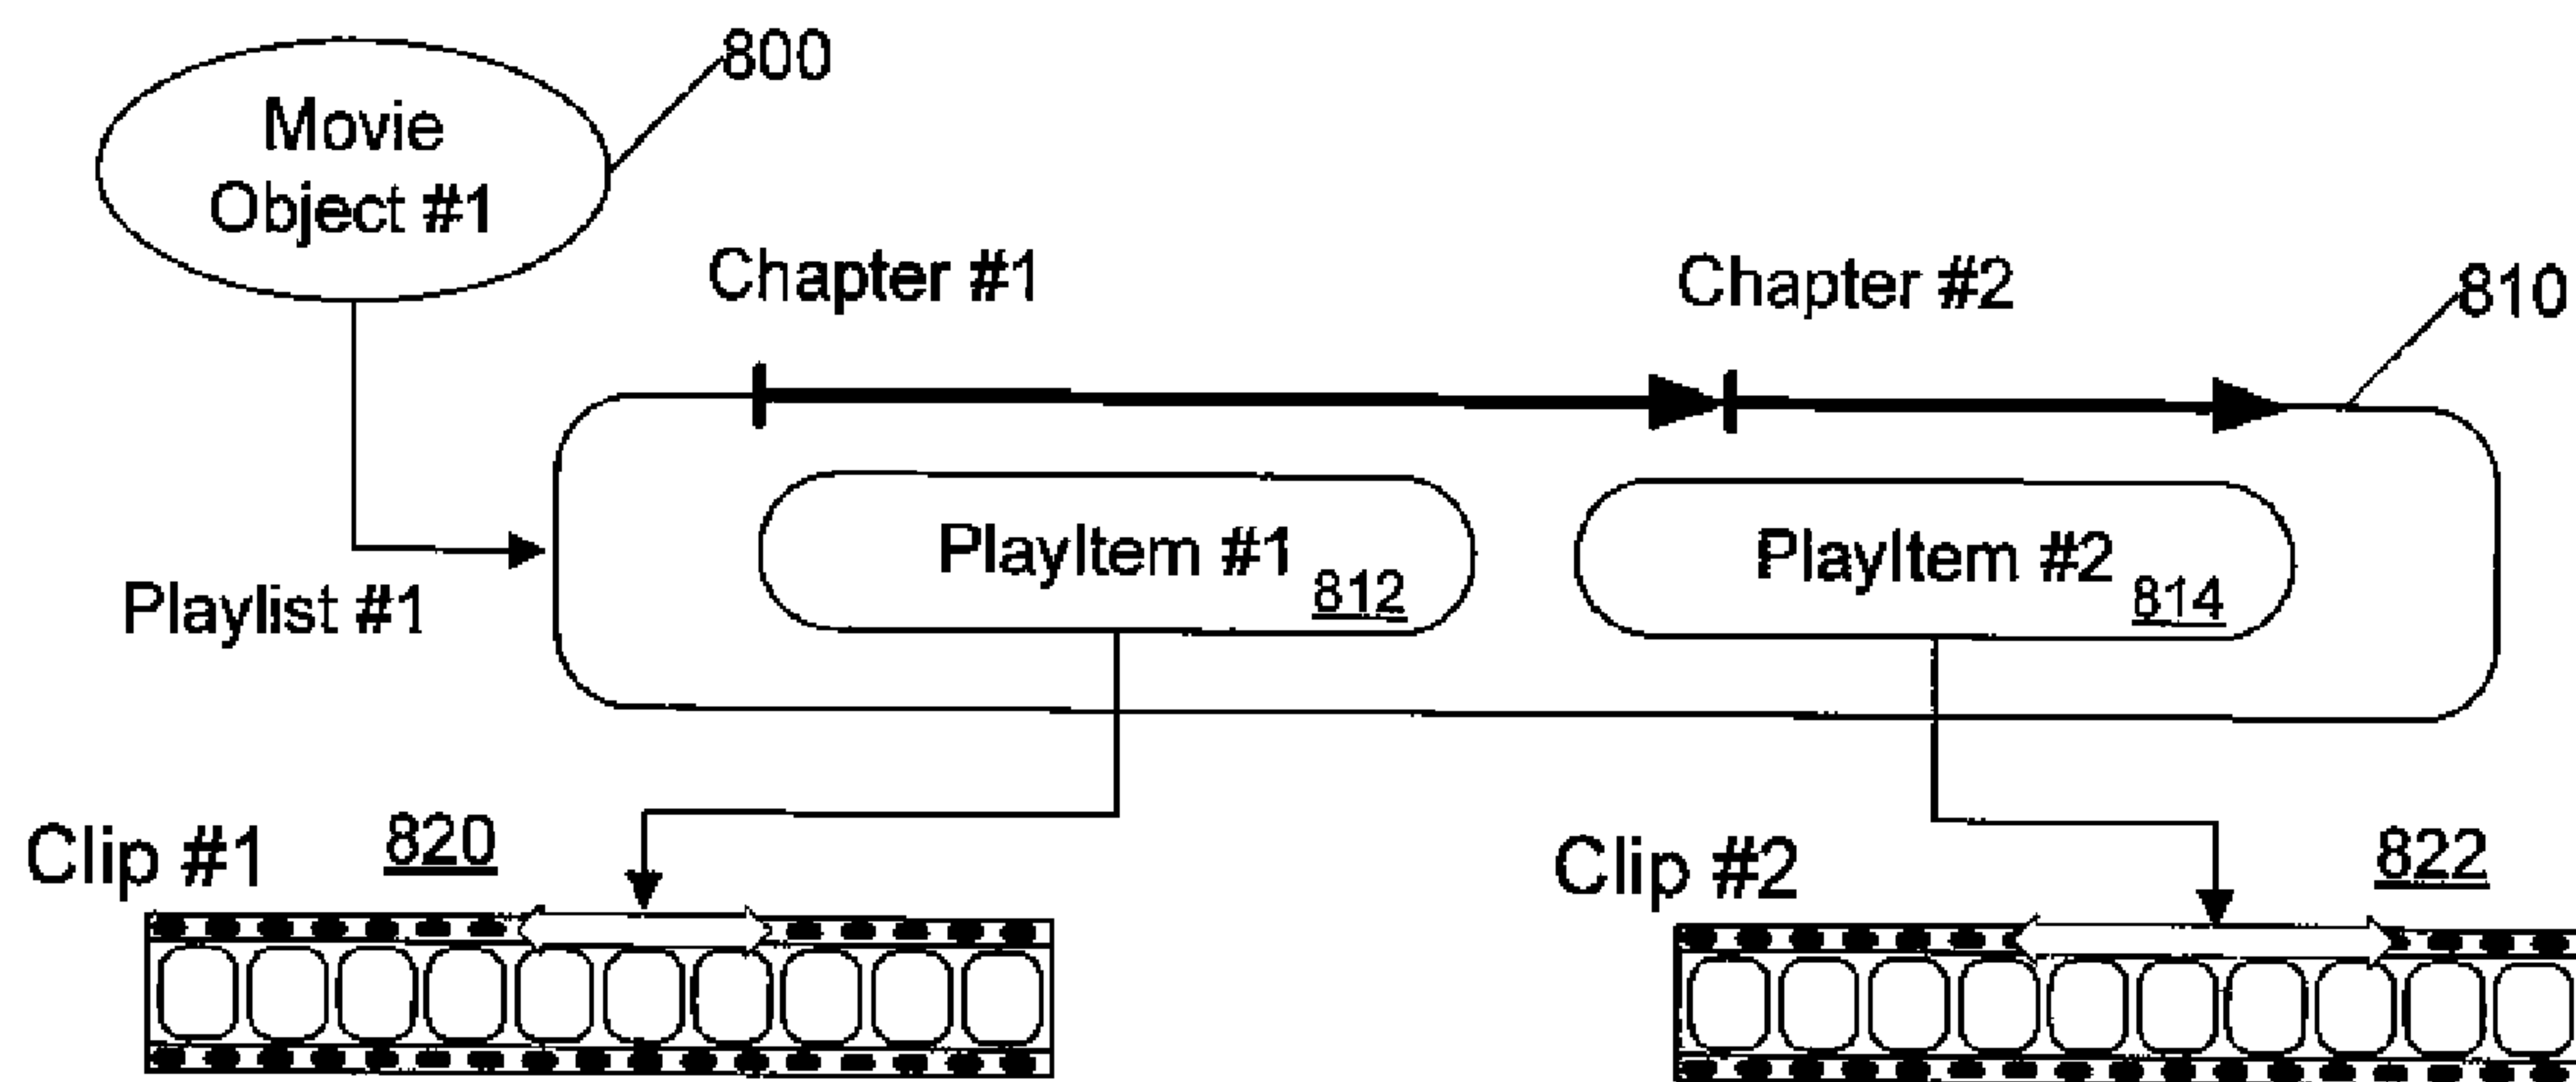 800
Movie
Object #1
Chapter #1
Chapter #2
810
PlayItem #1 812
PlayItem #2 814
Playlist #1
Clip #1 820
Clip #2 822